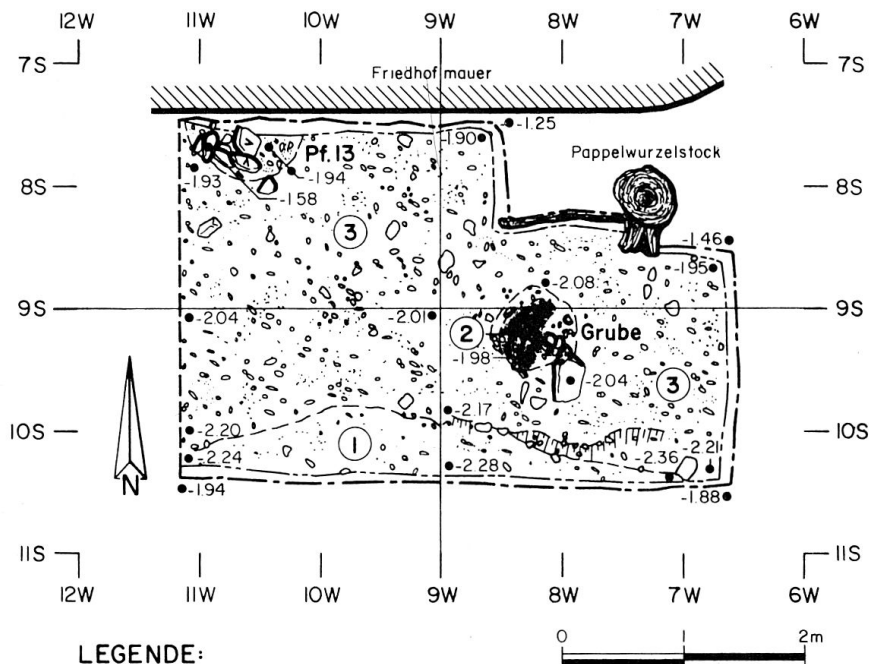 12W 11W 10W 9W 8W 7W 6W
7S 7S
Friedhofmauer
-1.25
-1.90
Pf.13
Pappelwurzelstock
8S 8S
-1.93
-1.94
-1.58
3
-1.46
-1.95
-2.08
9S 9S
-2.04
-2.01
2
Grube
-1.98
-2.04
3
-2.17
10S 10S
-2.20
1
-2.24
-2.28
-2.36
-2.21
N
-1.94
-1.88
11S 11S
12W 11W 10W 9W 8W 7W 6W
LEGENDE:
0 1 2m